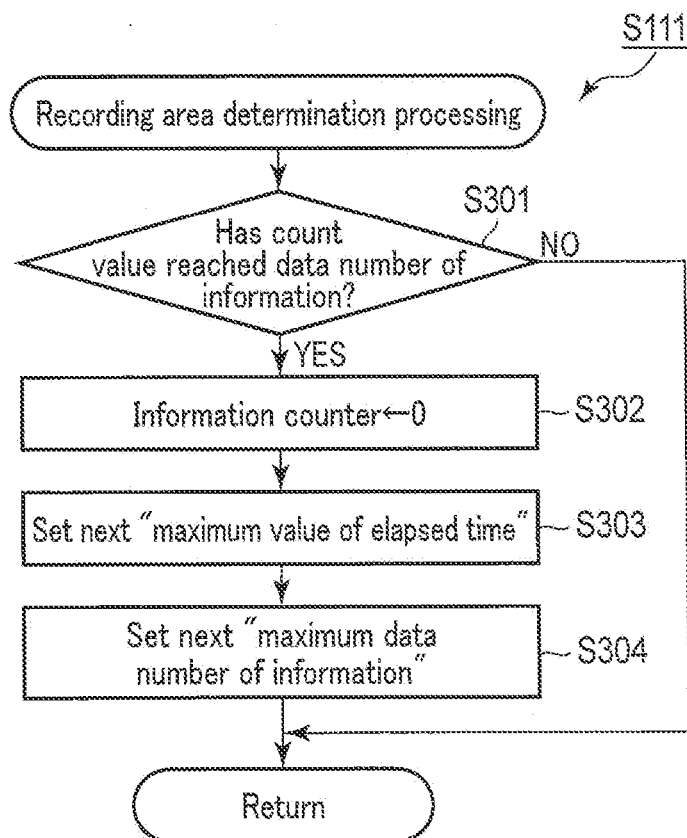 S111
Recording area determination processing
S301
Has count
value reached data number of
information?
NO
YES
Information counter←0
S302
Set next "maximum value of elapsed time"
S303
Set next "maximum data
number of information"
S304
Return